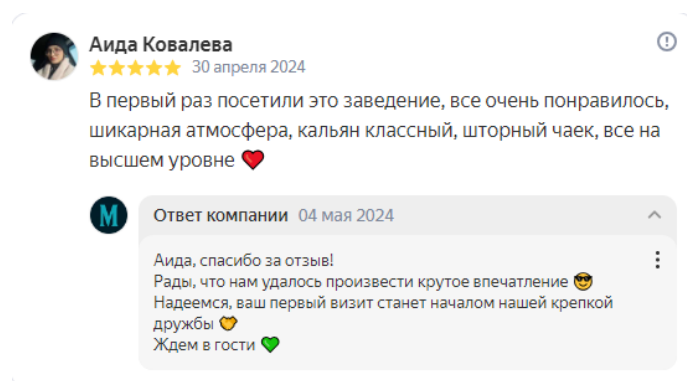 Аида Ковалева
30 апреля 2024
В первый раз посетили это заведение, все очень понравилось,
шикарная атмосфера, кальян классный, шторный чаек, все на
высшем уровне ❤️
M
Ответ компании 04 мая 2024
Аида, спасибо за отзыв!
Рады, что нам удалось произвести крутое впечатление 😎
Надеемся, ваш первый визит станет началом нашей крепкой
дружбы 🤝
Ждем в гости 💚